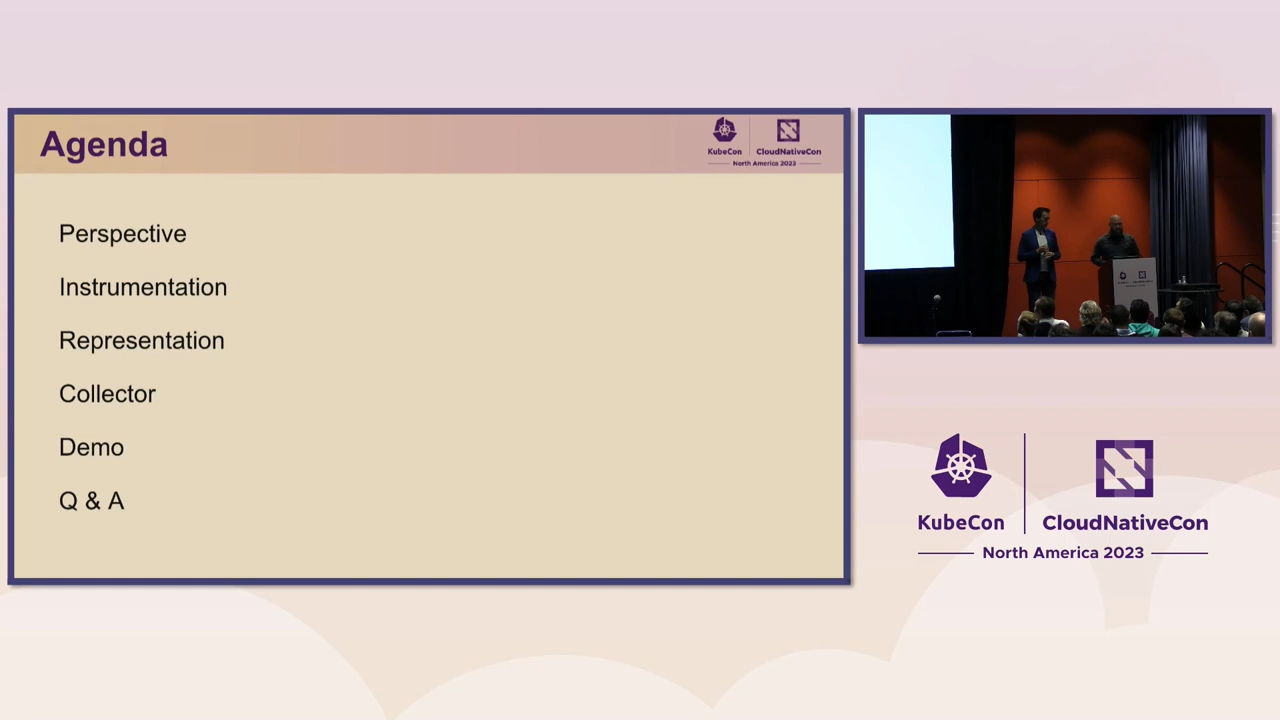 Agenda
KubeCon
CloudNativeCon
North America 2023
Perspective
Instrumentation
Representation
Collector
Demo
Q & A
KubeCon
CloudNativeCon
North America 2023